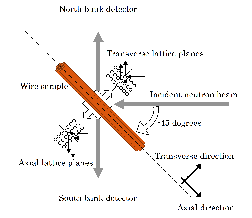 North bank detector
Transverse lattice planes
Wire sample
Incident neutron beam
~45 degrees
Axial lattice planes
Transverse direction
South bank detector
Axial direction